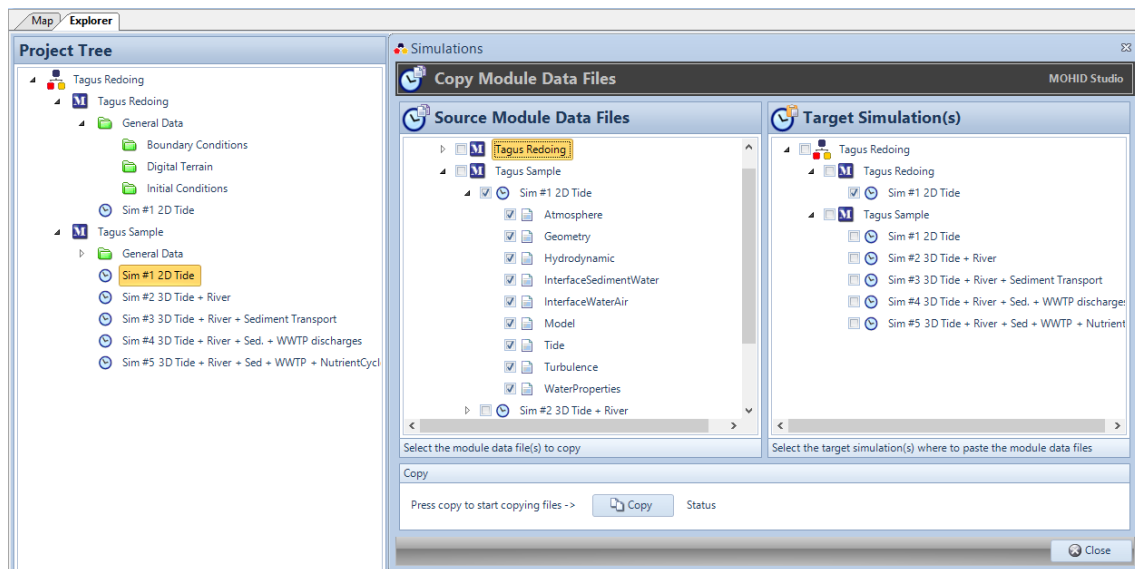 Map
Explorer
Project Tree
Tagus Redoing
M Tagus Redoing
General Data
Boundary Conditions
Digital Terrain
Initial Conditions
Sim #1 2D Tide
M Tagus Sample
General Data
Sim #1 2D Tide
Sim #2 3D Tide + River
Sim #3 3D Tide + River + Sediment Transport
Sim #4 3D Tide + River + Sed. + WWTP discharges
Sim #5 3D Tide + River + Sed + WWTP + NutrientCycl
Simulations
Copy Module Data Files
MOHID Studio
Source Module Data Files
M Tagus Redoing
M Tagus Sample
Sim #1 2D Tide
Atmosphere
Geometry
Hydrodynamic
InterfaceSedimentWater
InterfaceWaterAir
Model
Tide
Turbulence
WaterProperties
Sim #2 3D Tide + River
Select the module data file(s) to copy
Target Simulation(s)
Tagus Redoing
M Tagus Redoing
Sim #1 2D Tide
M Tagus Sample
Sim #1 2D Tide
Sim #2 3D Tide + River
Sim #3 3D Tide + River + Sediment Transport
Sim #4 3D Tide + River + Sed. + WWTP discharges
Sim #5 3D Tide + River + Sed + WWTP + Nutrient
Select the target simulation(s) where to paste the module data files
Copy
Press copy to start copying files -> Copy Status
Close